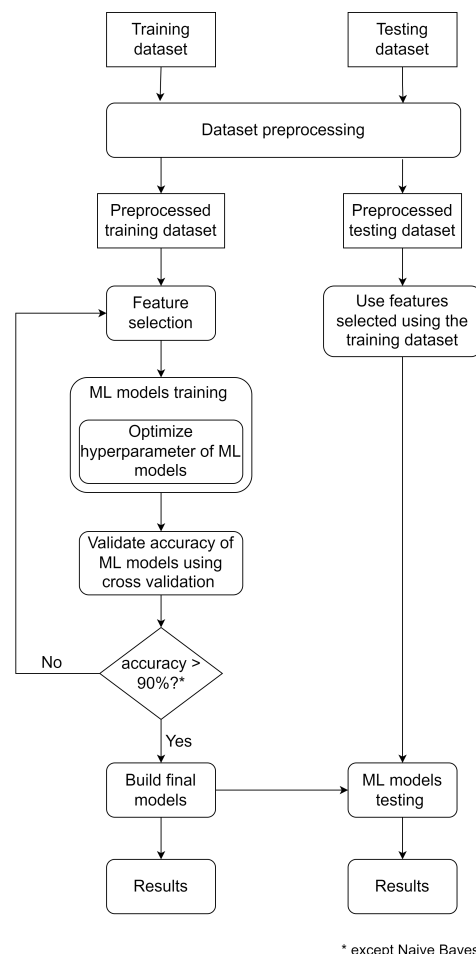 Training
dataset
Testing
dataset
Dataset preprocessing
Preprocessed
training dataset
Preprocessed
testing dataset
Feature
selection
Use features
selected using the
training dataset
ML models training
Optimize
hyperparameter of ML
models
Validate accuracy of
ML models using
cross validation
No
accuracy >
90%?*
Yes
Build final
models
ML models
testing
Results
Results
* except Naive Bayes